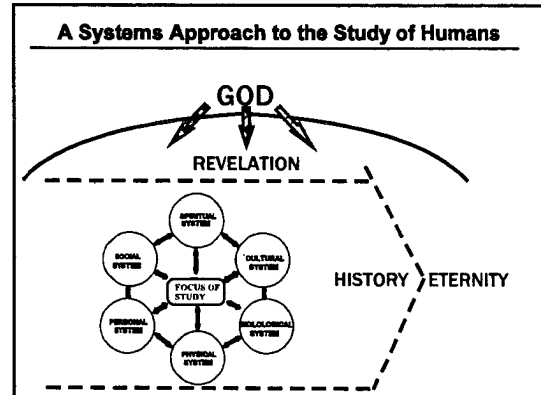 A Systems Approach to the Study of Humans
GOD
REVELATION
SPIRITUAL
SYSTEM
SOCIAL
SYSTEM
CULTURAL SYSTEM
FOCUS OF
STUDY
HISTORY
ETERNITY
PERSONAL
SYSTEM
BIOLOLOGICAL
SYSTEM
PHYSICAL
SYSTEM